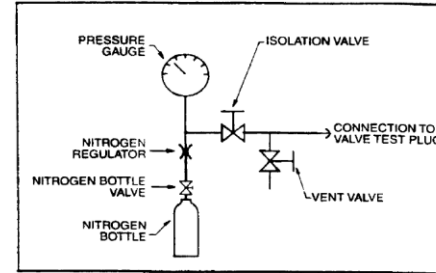 PRESSURE
GAUGE
ISOLATION VALVE
CONNECTION TO
VALVE TEST PLUG
NITROGEN
REGULATOR
NITROGEN BOTTLE
VALVE
VENT VALVE
NITROGEN
BOTTLE